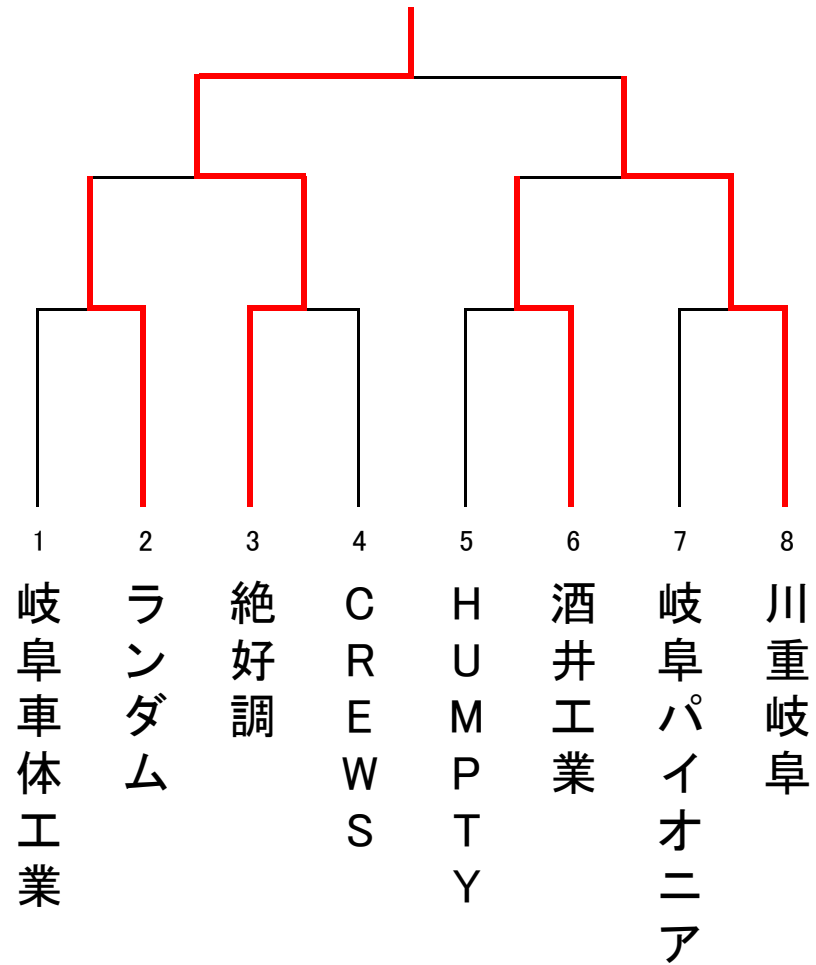 1
2
3
4
5
6
7
8
岐阜車体工業
ランダム
絶好調
CREWS
HUMPTY
酒井工業
岐阜パイオニア
川重岐阜